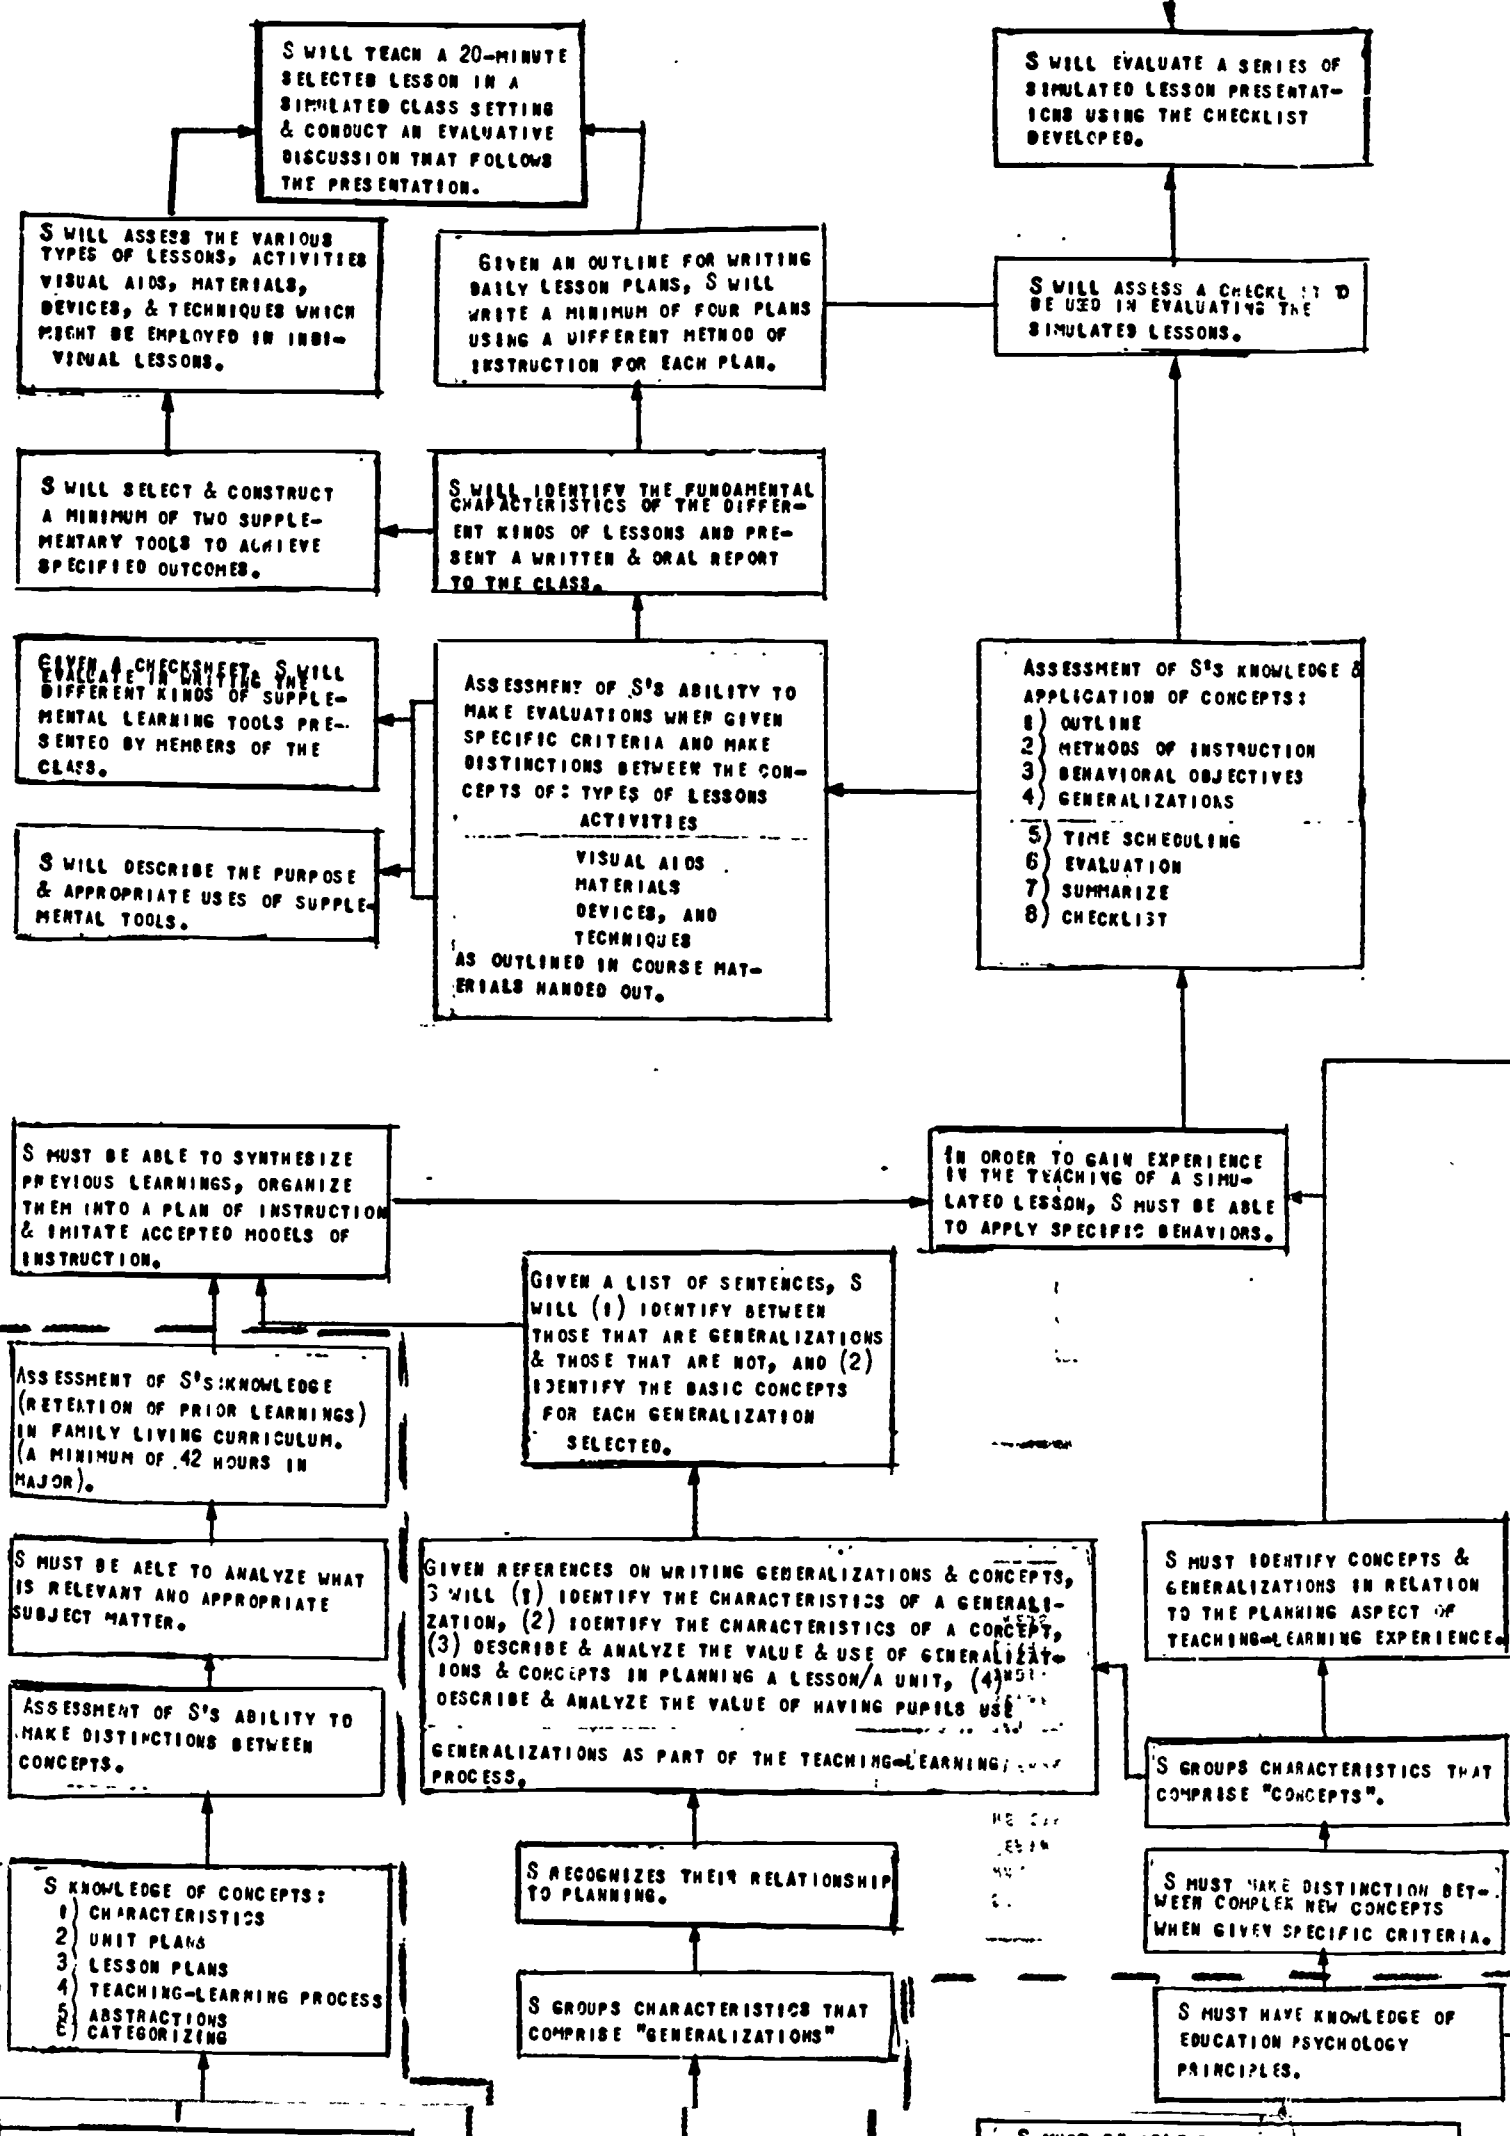 S WILL TEACH A 20-MINUTE
SELECTED LESSON IN A
SIMULATED CLASS SETTING
& CONDUCT AN EVALUATIVE
DISCUSSION THAT FOLLOWS
THE PRESENTATION.
S WILL EVALUATE A SERIES OF
SIMULATED LESSON PRESENTAT-
IONS USING THE CHECKLIST
DEVELOPED.
S WILL ASSESS THE VARIOUS
TYPES OF LESSONS, ACTIVITIES
VISUAL AIDS, MATERIALS,
DEVICES, & TECHNIQUES WHICH
MIGHT BE EMPLOYED IN INDI-
VIDUAL LESSONS.
GIVEN AN OUTLINE FOR WRITING
DAILY LESSON PLANS, S WILL
WRITE A MINIMUM OF FOUR PLANS
USING A DIFFERENT METHOD OF
INSTRUCTION FOR EACH PLAN.
S WILL ASSESS A CHECKLIST TO
BE USED IN EVALUATING THE
SIMULATED LESSONS.
S WILL SELECT & CONSTRUCT
A MINIMUM OF TWO SUPPLE-
MENTARY TOOLS TO ACHIEVE
SPECIFIED OUTCOMES.
S WILL IDENTIFY THE FUNDAMENTAL
CHARACTERISTICS OF THE DIFFER-
ENT KINDS OF LESSONS AND PRE-
SENT A WRITTEN & ORAL REPORT
TO THE CLASS.
GIVEN A CHECKSHEET, S WILL
EVALUATE IN WRITING THE
DIFFERENT KINDS OF SUPPLE-
MENTAL LEARNING TOOLS PRE-
SENTED BY MEMBERS OF THE
CLASS.
S WILL DESCRIBE THE PURPOSE
& APPROPRIATE USES OF SUPPLE-
MENTAL TOOLS.
ASSESSMENT OF S'S ABILITY TO
MAKE EVALUATIONS WHEN GIVEN
SPECIFIC CRITERIA AND MAKE
DISTINCTIONS BETWEEN THE CON-
CEPTS OF: TYPES OF LESSONS
ACTIVITIES
VISUAL AIDS
MATERIALS
DEVICES, AND
TECHNIQUES
AS OUTLINED IN COURSE MAT-
ERIALS HANDED OUT.
ASSESSMENT OF S'S KNOWLEDGE &
APPLICATION OF CONCEPTS:
1) OUTLINE
2) METHODS OF INSTRUCTION
3) BEHAVIORAL OBJECTIVES
4) GENERALIZATIONS
5) TIME SCHEDULING
6) EVALUATION
7) SUMMARIZE
8) CHECKLIST
S MUST BE ABLE TO SYNTHESIZE
PREVIOUS LEARNINGS, ORGANIZE
THEM INTO A PLAN OF INSTRUCTION
& IMITATE ACCEPTED MODELS OF
INSTRUCTION.
IN ORDER TO GAIN EXPERIENCE
IN THE TEACHING OF A SIMU-
LATED LESSON, S MUST BE ABLE
TO APPLY SPECIFIC BEHAVIORS.
GIVEN A LIST OF SENTENCES, S
WILL (1) IDENTIFY BETWEEN
THOSE THAT ARE GENERALIZATIONS
& THOSE THAT ARE NOT, AND (2)
IDENTIFY THE BASIC CONCEPTS
FOR EACH GENERALIZATION
SELECTED.
ASSESSMENT OF S'S KNOWLEDGE
(RETENTION OF PRIOR LEARNINGS)
IN FAMILY LIVING CURRICULUM.
(A MINIMUM OF 42 HOURS IN
MAJOR).
S MUST BE ABLE TO ANALYZE WHAT
IS RELEVANT AND APPROPRIATE
SUBJECT MATTER.
GIVEN REFERENCES ON WRITING GENERALIZATIONS & CONCEPTS,
S WILL (1) IDENTIFY THE CHARACTERISTICS OF A GENERALI-
ZATION, (2) IDENTIFY THE CHARACTERISTICS OF A CONCEPT,
(3) DESCRIBE & ANALYZE THE VALUE & USE OF GENERALIZAT-
IONS & CONCEPTS IN PLANNING A LESSON/A UNIT, (4)
DESCRIBE & ANALYZE THE VALUE OF HAVING PUPILS USE
GENERALIZATIONS AS PART OF THE TEACHING-LEARNING
PROCESS.
S MUST IDENTIFY CONCEPTS &
GENERALIZATIONS IN RELATION
TO THE PLANNING ASPECT OF
TEACHING-LEARNING EXPERIENCE.
ASSESSMENT OF S'S ABILITY TO
MAKE DISTINCTIONS BETWEEN
CONCEPTS.
S GROUPS CHARACTERISTICS THAT
COMPRISE "CONCEPTS".
S KNOWLEDGE OF CONCEPTS:
1) CHARACTERISTICS
2) UNIT PLANS
3) LESSON PLANS
4) TEACHING-LEARNING PROCESS
5) ABSTRACTIONS
6) CATEGORIZING
S RECOGNIZES THEIR RELATIONSHIP
TO PLANNING.
S MUST MAKE DISTINCTION BET-
WEEN COMPLEX NEW CONCEPTS
WHEN GIVEN SPECIFIC CRITERIA.
S GROUPS CHARACTERISTICS THAT
COMPRISE "GENERALIZATIONS"
S MUST HAVE KNOWLEDGE OF
EDUCATION PSYCHOLOGY
PRINCIPLES.